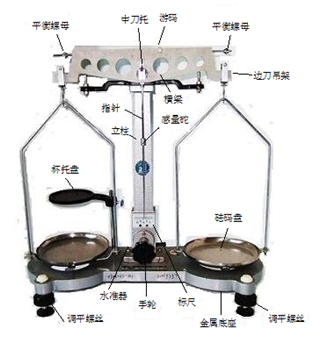 中刀托
游码
平衡螺母
平衡螺母
边刀吊架
横梁
指针
感量砣
立柱
杯托盘
砝码盘
水准器
手轮
标尺
金属底座
调平螺丝
调平螺丝